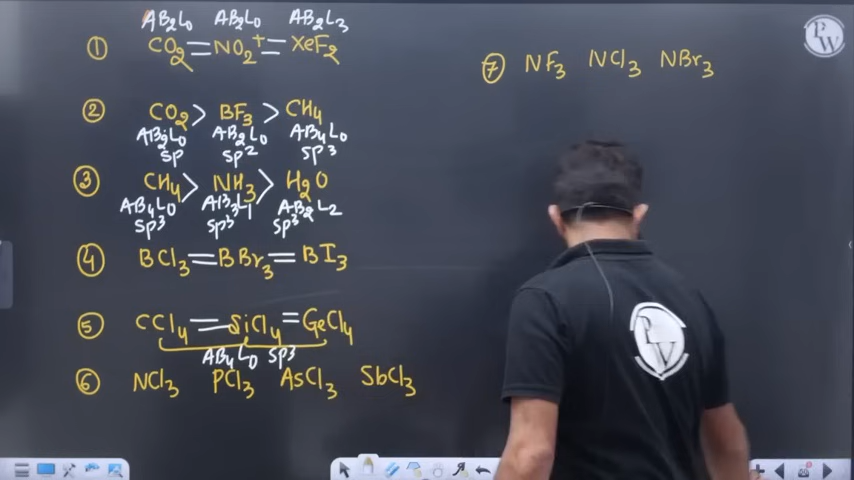 AB₂L₀ AB₂L₀ AB₂L₃
① CO₂ = NO₂⁺ = XeF₂
② CO₂ > BF₃ > CH₄
AB₂L₀ AB₂L₀ AB₄L₀
sp sp² sp³
③ CH₄ > NH₃ > H₂O
AB₄L₀ AB₃L₁ AB₂L₂
sp³ sp³ sp³
④ BCl₃ = BBr₃ = BI₃
⑤ CCl₄ = SiCl₄ = GeCl₄
AB₄L₀ sp³
⑥ NCl₃ PCl₃ AsCl₃ SbCl₃
⑦ NF₃ NCl₃ NBr₃
PW
PW